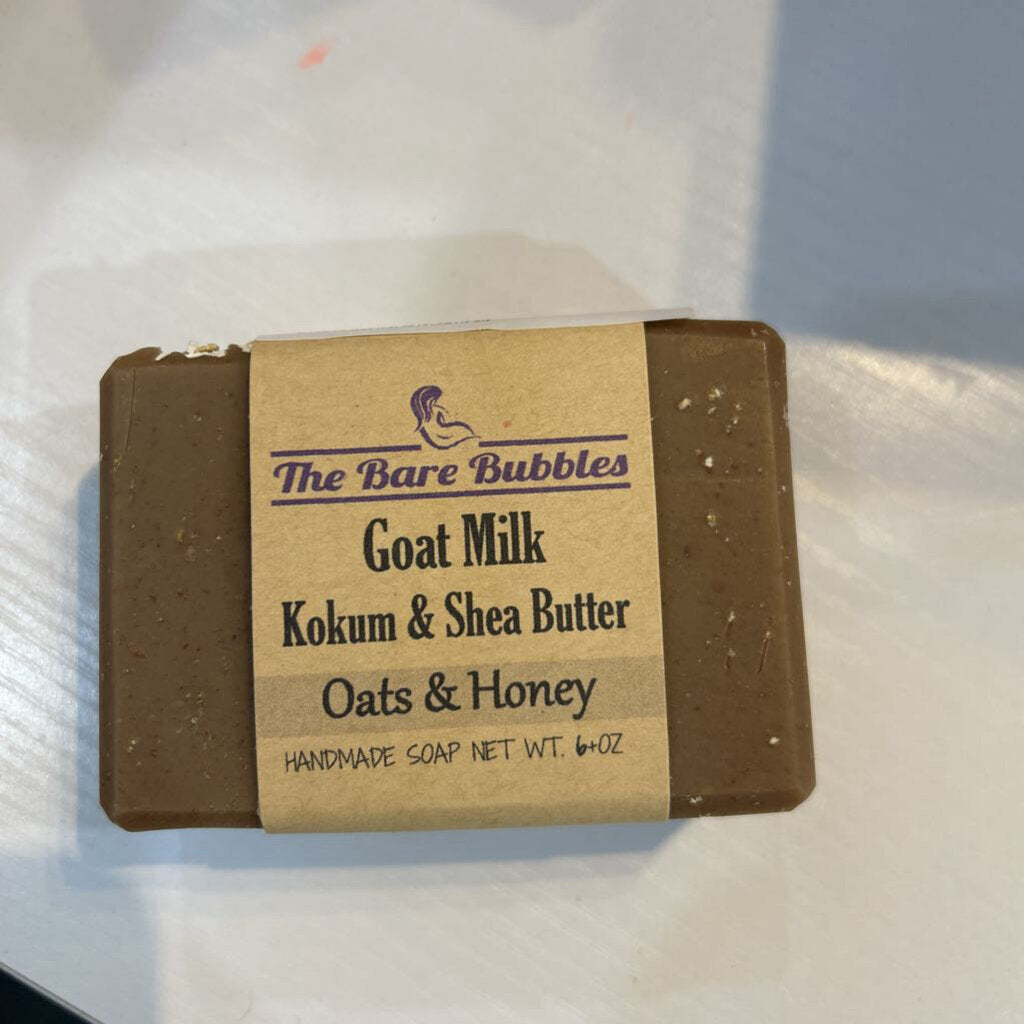 The Bare Bubbles
Goat Milk
Kokum & Shea Butter
Oats & Honey
HANDMADE SOAP NET WT. 6+OZ